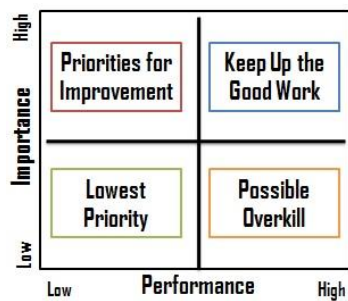 High
Importance
Low
Priorities for
Improvement
Keep Up the
Good Work
Lowest
Priority
Possible
Overkill
Low
Performance
High